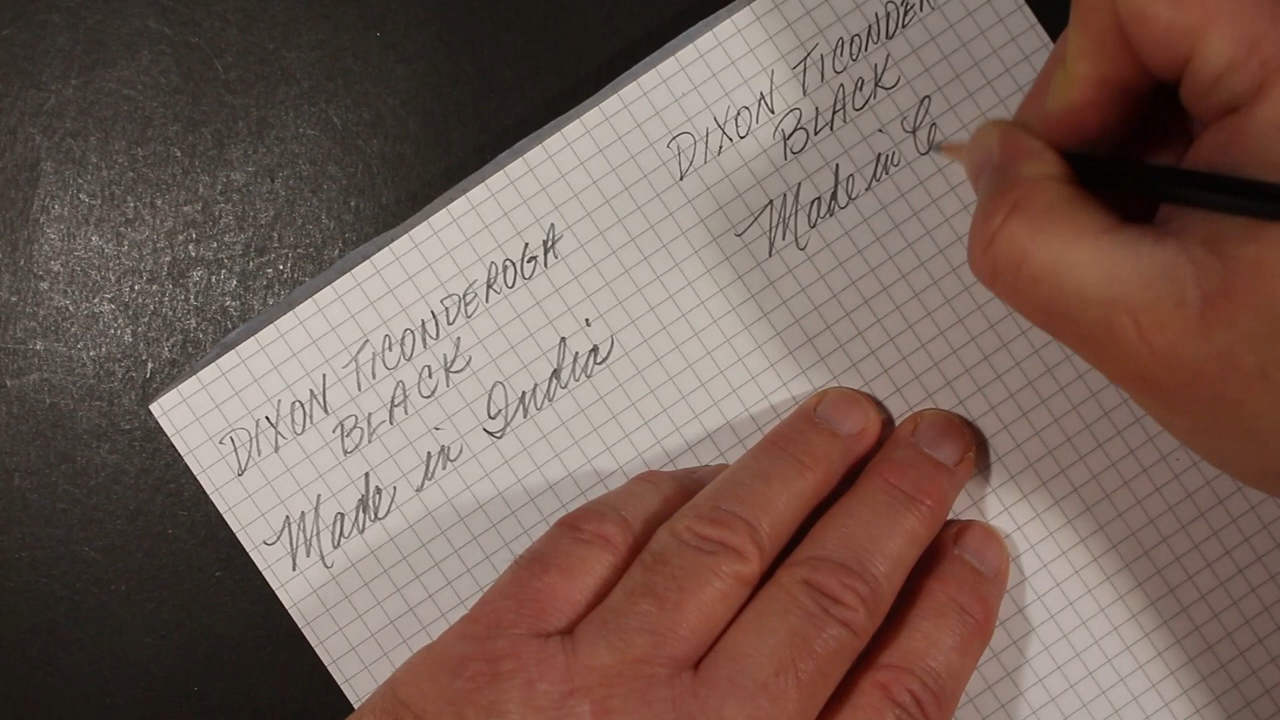 DIXON TICONDEROGA
BLACK
Made in India
DIXON TICONDER
BLACK
Made in C